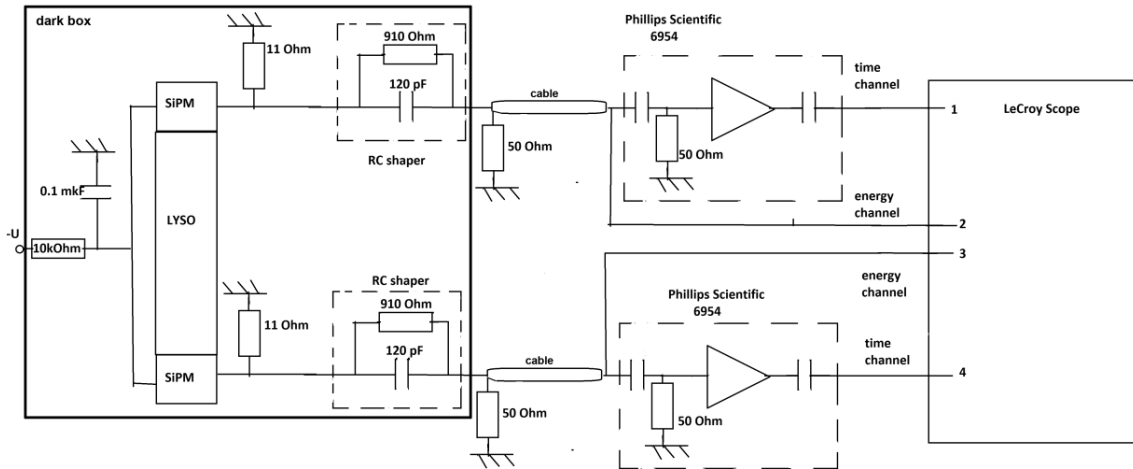 dark box
Phillips Scientific
6954
910 Ohm
11 Ohm
120 pF
time
channel
SiPM
cable
1
LeCroy Scope
50 Ohm
50 Ohm
RC shaper
0.1 mkF
LYSO
energy
channel
2
-U
10kOhm
3
RC shaper
energy
channel
910 Ohm
Phillips Scientific
6954
11 Ohm
120 pF
cable
time
channel
SiPM
4
50 Ohm
50 Ohm